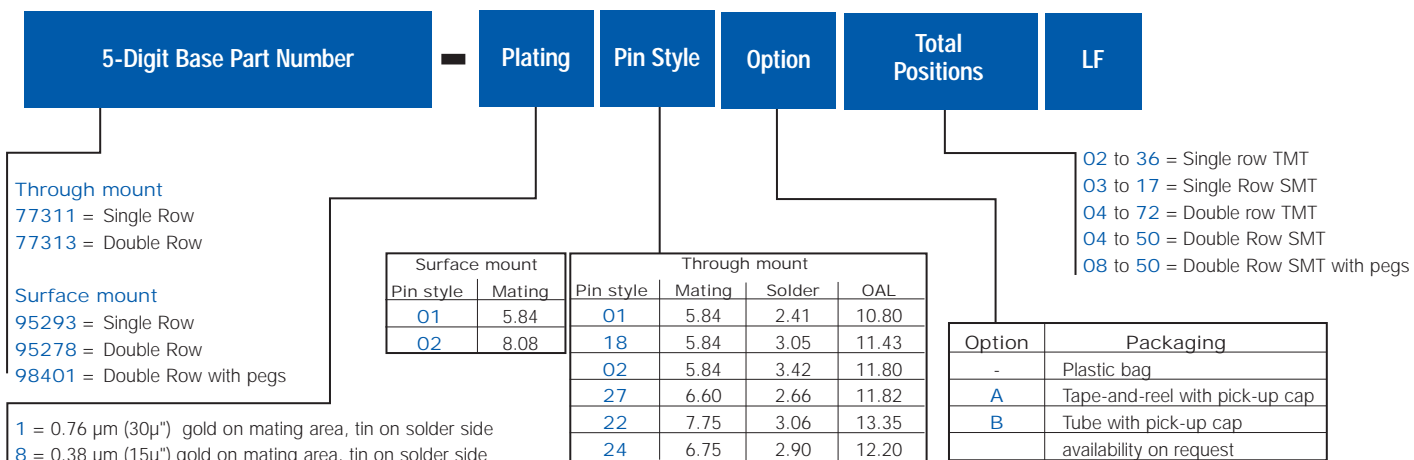 5-Digit Base Part Number - Plating Pin Style Option Total Positions LF
Through mount
77311 = Single Row
77313 = Double Row
Surface mount
95293 = Single Row
95278 = Double Row
98401 = Double Row with pegs
1 = 0.76 µm (30µ") gold on mating area, tin on solder side
8 = 0.38 µm (15µ") gold on mating area, tin on solder side
Surface mount
Pin style Mating
01 5.84
02 8.08
Through mount
Pin style Mating Solder OAL
01 5.84 2.41 10.80
18 5.84 3.05 11.43
02 5.84 3.42 11.80
27 6.60 2.66 11.82
22 7.75 3.06 13.35
24 6.75 2.90 12.20
02 to 36 = Single row TMT
03 to 17 = Single Row SMT
04 to 72 = Double row TMT
04 to 50 = Double Row SMT
08 to 50 = Double Row SMT with pegs
Option Packaging
- Plastic bag
A Tape-and-reel with pick-up cap
B Tube with pick-up cap
availability on request